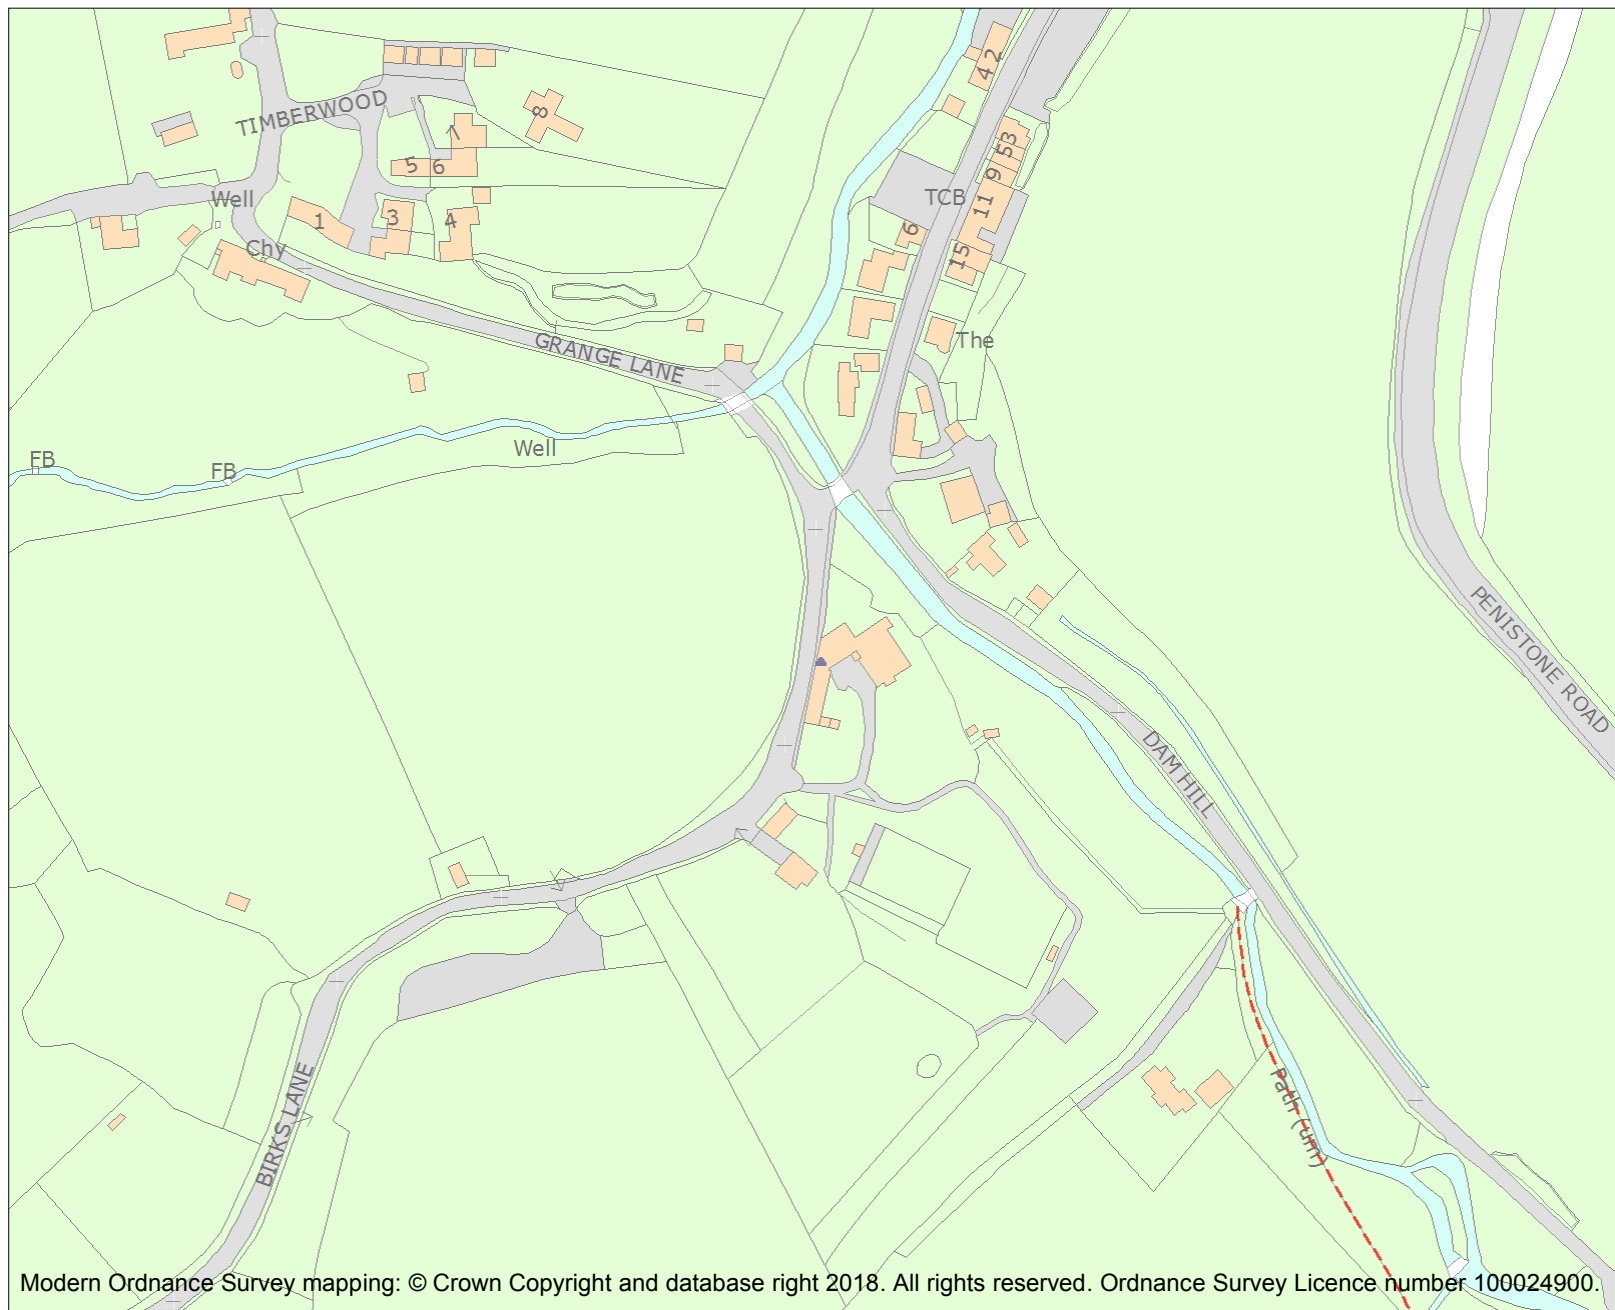 4 2
TIMBERWOOD
8
7
5 6
53
9
Well
TCB
11
1
3
4
6
Chy
15
GRANGE LANE
The
Well
FB
FB
PENISTONE ROAD
DAM HILL
BIRKS LANE
Path (um)
Modern Ordnance Survey mapping: © Crown Copyright and database right 2018. All rights reserved. Ordnance Survey Licence number 100024900.